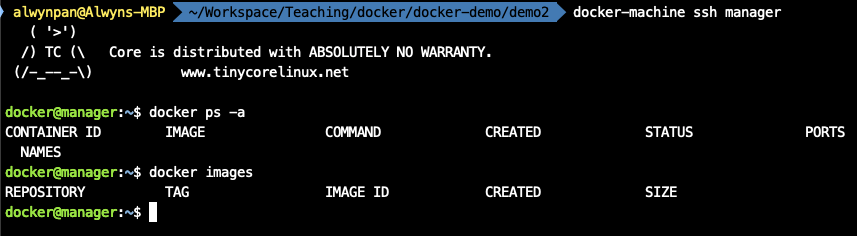 alwynpan@Alwyns-MBP ~/Workspace/Teaching/docker/docker-demo/demo2 docker-machine ssh manager
( '>')
/) TC (\ Core is distributed with ABSOLUTELY NO WARRANTY.
(/-_--_-\) www.tinycorelinux.net
docker@manager:~$ docker ps -a
CONTAINER ID IMAGE COMMAND CREATED STATUS PORTS
NAMES
docker@manager:~$ docker images
REPOSITORY TAG IMAGE ID CREATED SIZE
docker@manager:~$